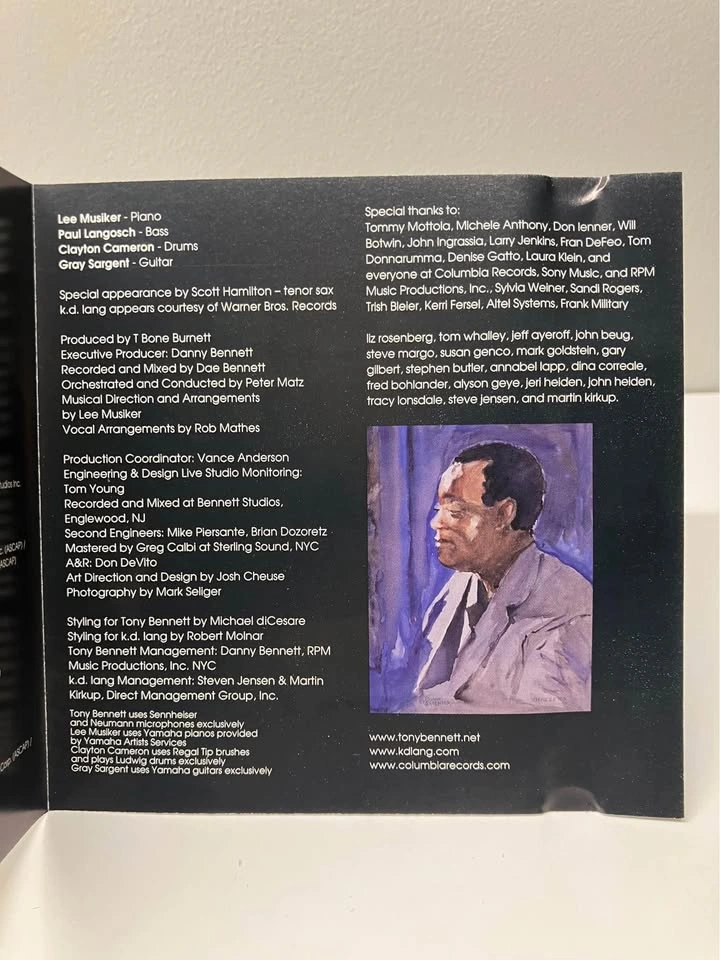 Lee Musiker - Piano
Paul Langosch - Bass
Clayton Cameron - Drums
Gray Sargent - Guitar
Special appearance by Scott Hamilton – tenor sax
k.d. lang appears courtesy of Warner Bros. Records
Produced by T Bone Burnett
Executive Producer: Danny Bennett
Recorded and Mixed by Dae Bennett
Orchestrated and Conducted by Peter Matz
Musical Direction and Arrangements
by Lee Musiker
Vocal Arrangements by Rob Mathes
Production Coordinator: Vance Anderson
Engineering & Design Live Studio Monitoring:
Tom Young
Recorded and Mixed at Bennett Studios,
Englewood, NJ
Second Engineers: Mike Piersante, Brian Dozoretz
Mastered by Greg Calbi at Sterling Sound, NYC
A&R: Don DeVito
Art Direction and Design by Josh Cheuse
Photography by Mark Seliger
Styling for Tony Bennett by Michael diCesare
Styling for k.d. lang by Robert Molnar
Tony Bennett Management: Danny Bennett, RPM
Music Productions, Inc. NYC
k.d. lang Management: Steven Jensen & Martin
Kirkup, Direct Management Group, Inc.
Tony Bennett uses Sennheiser
and Neumann microphones exclusively
Lee Musiker uses Yamaha pianos provided
by Yamaha Artists Services
Clayton Cameron uses Regal Tip brushes
and plays Ludwig drums exclusively
Gray Sargent uses Yamaha guitars exclusively
Special thanks to:
Tommy Mottola, Michele Anthony, Don Ienner, Will
Botwin, John Ingrassia, Larry Jenkins, Fran DeFeo, Tom
Donnarumma, Denise Gatto, Laura Klein, and
everyone at Columbia Records, Sony Music, and RPM
Music Productions, Inc., Sylvia Weiner, Sandi Rogers,
Trish Bleier, Kerri Fersel, Altel Systems, Frank Military
liz rosenberg, tom whalley, jeff ayeroff, john beug,
steve margo, susan genco, mark goldstein, gary
gilbert, stephen butler, annabel lapp, dina correale,
fred bohlander, alyson geye, jeri heiden, john heiden,
tracy lonsdale, steve jensen, and martin kirkup.
www.tonybennett.net
www.kdlang.com
www.columbiarecords.com